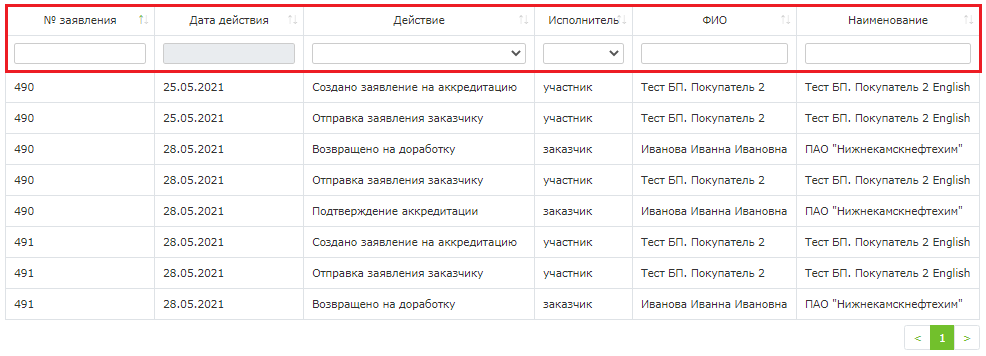 № заявления Дата действия Действие Исполнитель ФИО Наименование
490 25.05.2021 Создано заявление на аккредитацию участник Тест БП. Покупатель 2 Тест БП. Покупатель 2 English
490 25.05.2021 Отправка заявления заказчику участник Тест БП. Покупатель 2 Тест БП. Покупатель 2 English
490 28.05.2021 Возвращено на доработку заказчик Иванова Иванна Ивановна ПАО "Нижнекамскнефтехим"
490 28.05.2021 Отправка заявления заказчику участник Тест БП. Покупатель 2 Тест БП. Покупатель 2 English
490 28.05.2021 Подтверждение аккредитации заказчик Иванова Иванна Ивановна ПАО "Нижнекамскнефтехим"
491 28.05.2021 Создано заявление на аккредитацию участник Тест БП. Покупатель 2 Тест БП. Покупатель 2 English
491 28.05.2021 Отправка заявления заказчику участник Тест БП. Покупатель 2 Тест БП. Покупатель 2 English
491 28.05.2021 Возвращено на доработку заказчик Иванова Иванна Ивановна ПАО "Нижнекамскнефтехим"
< 1 >